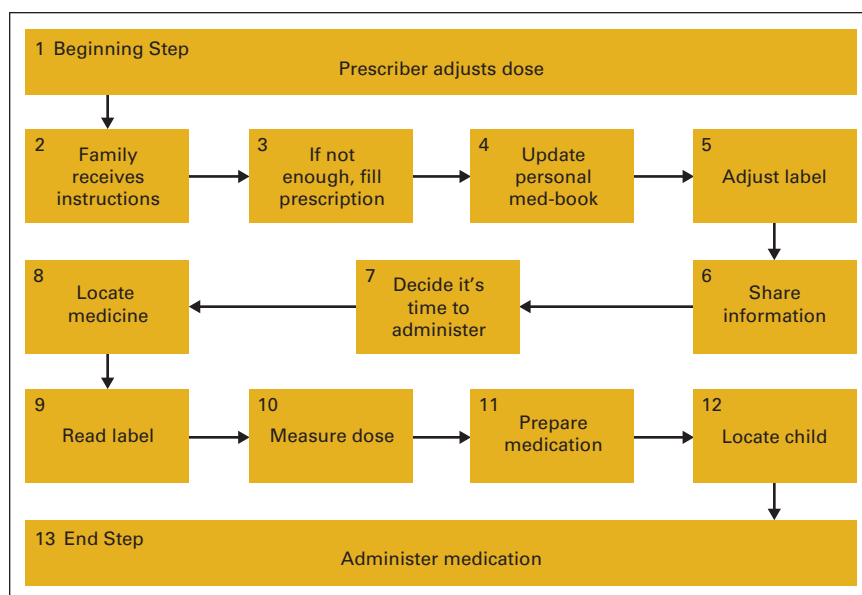 1 Beginning Step
Prescriber adjusts dose
2
Family
receives
instructions
3
If not
enough, fill
prescription
4
Update
personal
med-book
5
Adjust label
6
Share
information
7
Decide it's
time to
administer
8
Locate
medicine
9
Read label
10
Measure dose
11
Prepare
medication
12
Locate child
13 End Step
Administer medication